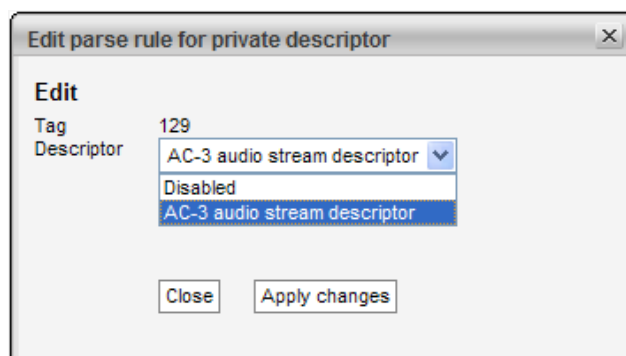 Edit parse rule for private descriptor
Edit
Tag 129
Descriptor AC-3 audio stream descriptor
Disabled
AC-3 audio stream descriptor
Close Apply changes